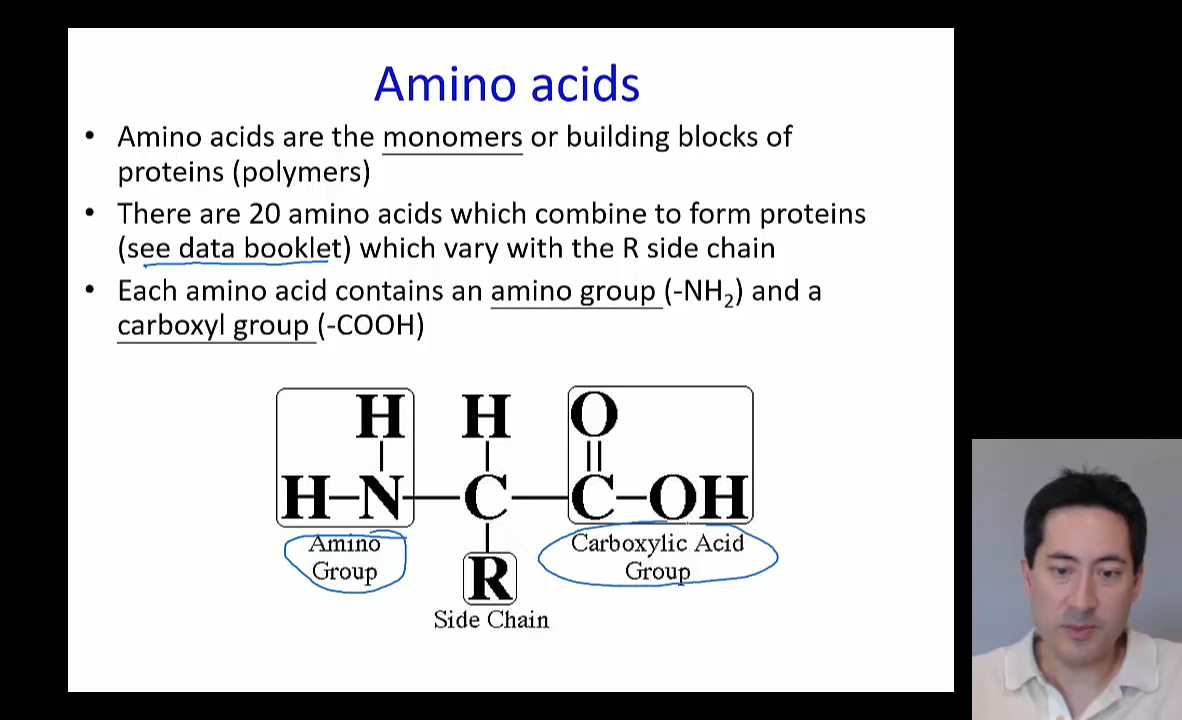 Amino acids
• Amino acids are the monomers or building blocks of
proteins (polymers)
• There are 20 amino acids which combine to form proteins
(see data booklet) which vary with the R side chain
• Each amino acid contains an amino group (-NH₂) and a
carboxyl group (-COOH)
H H O
H–N—C—C–OH
Amino Carboxylic Acid
Group Group
R
Side Chain